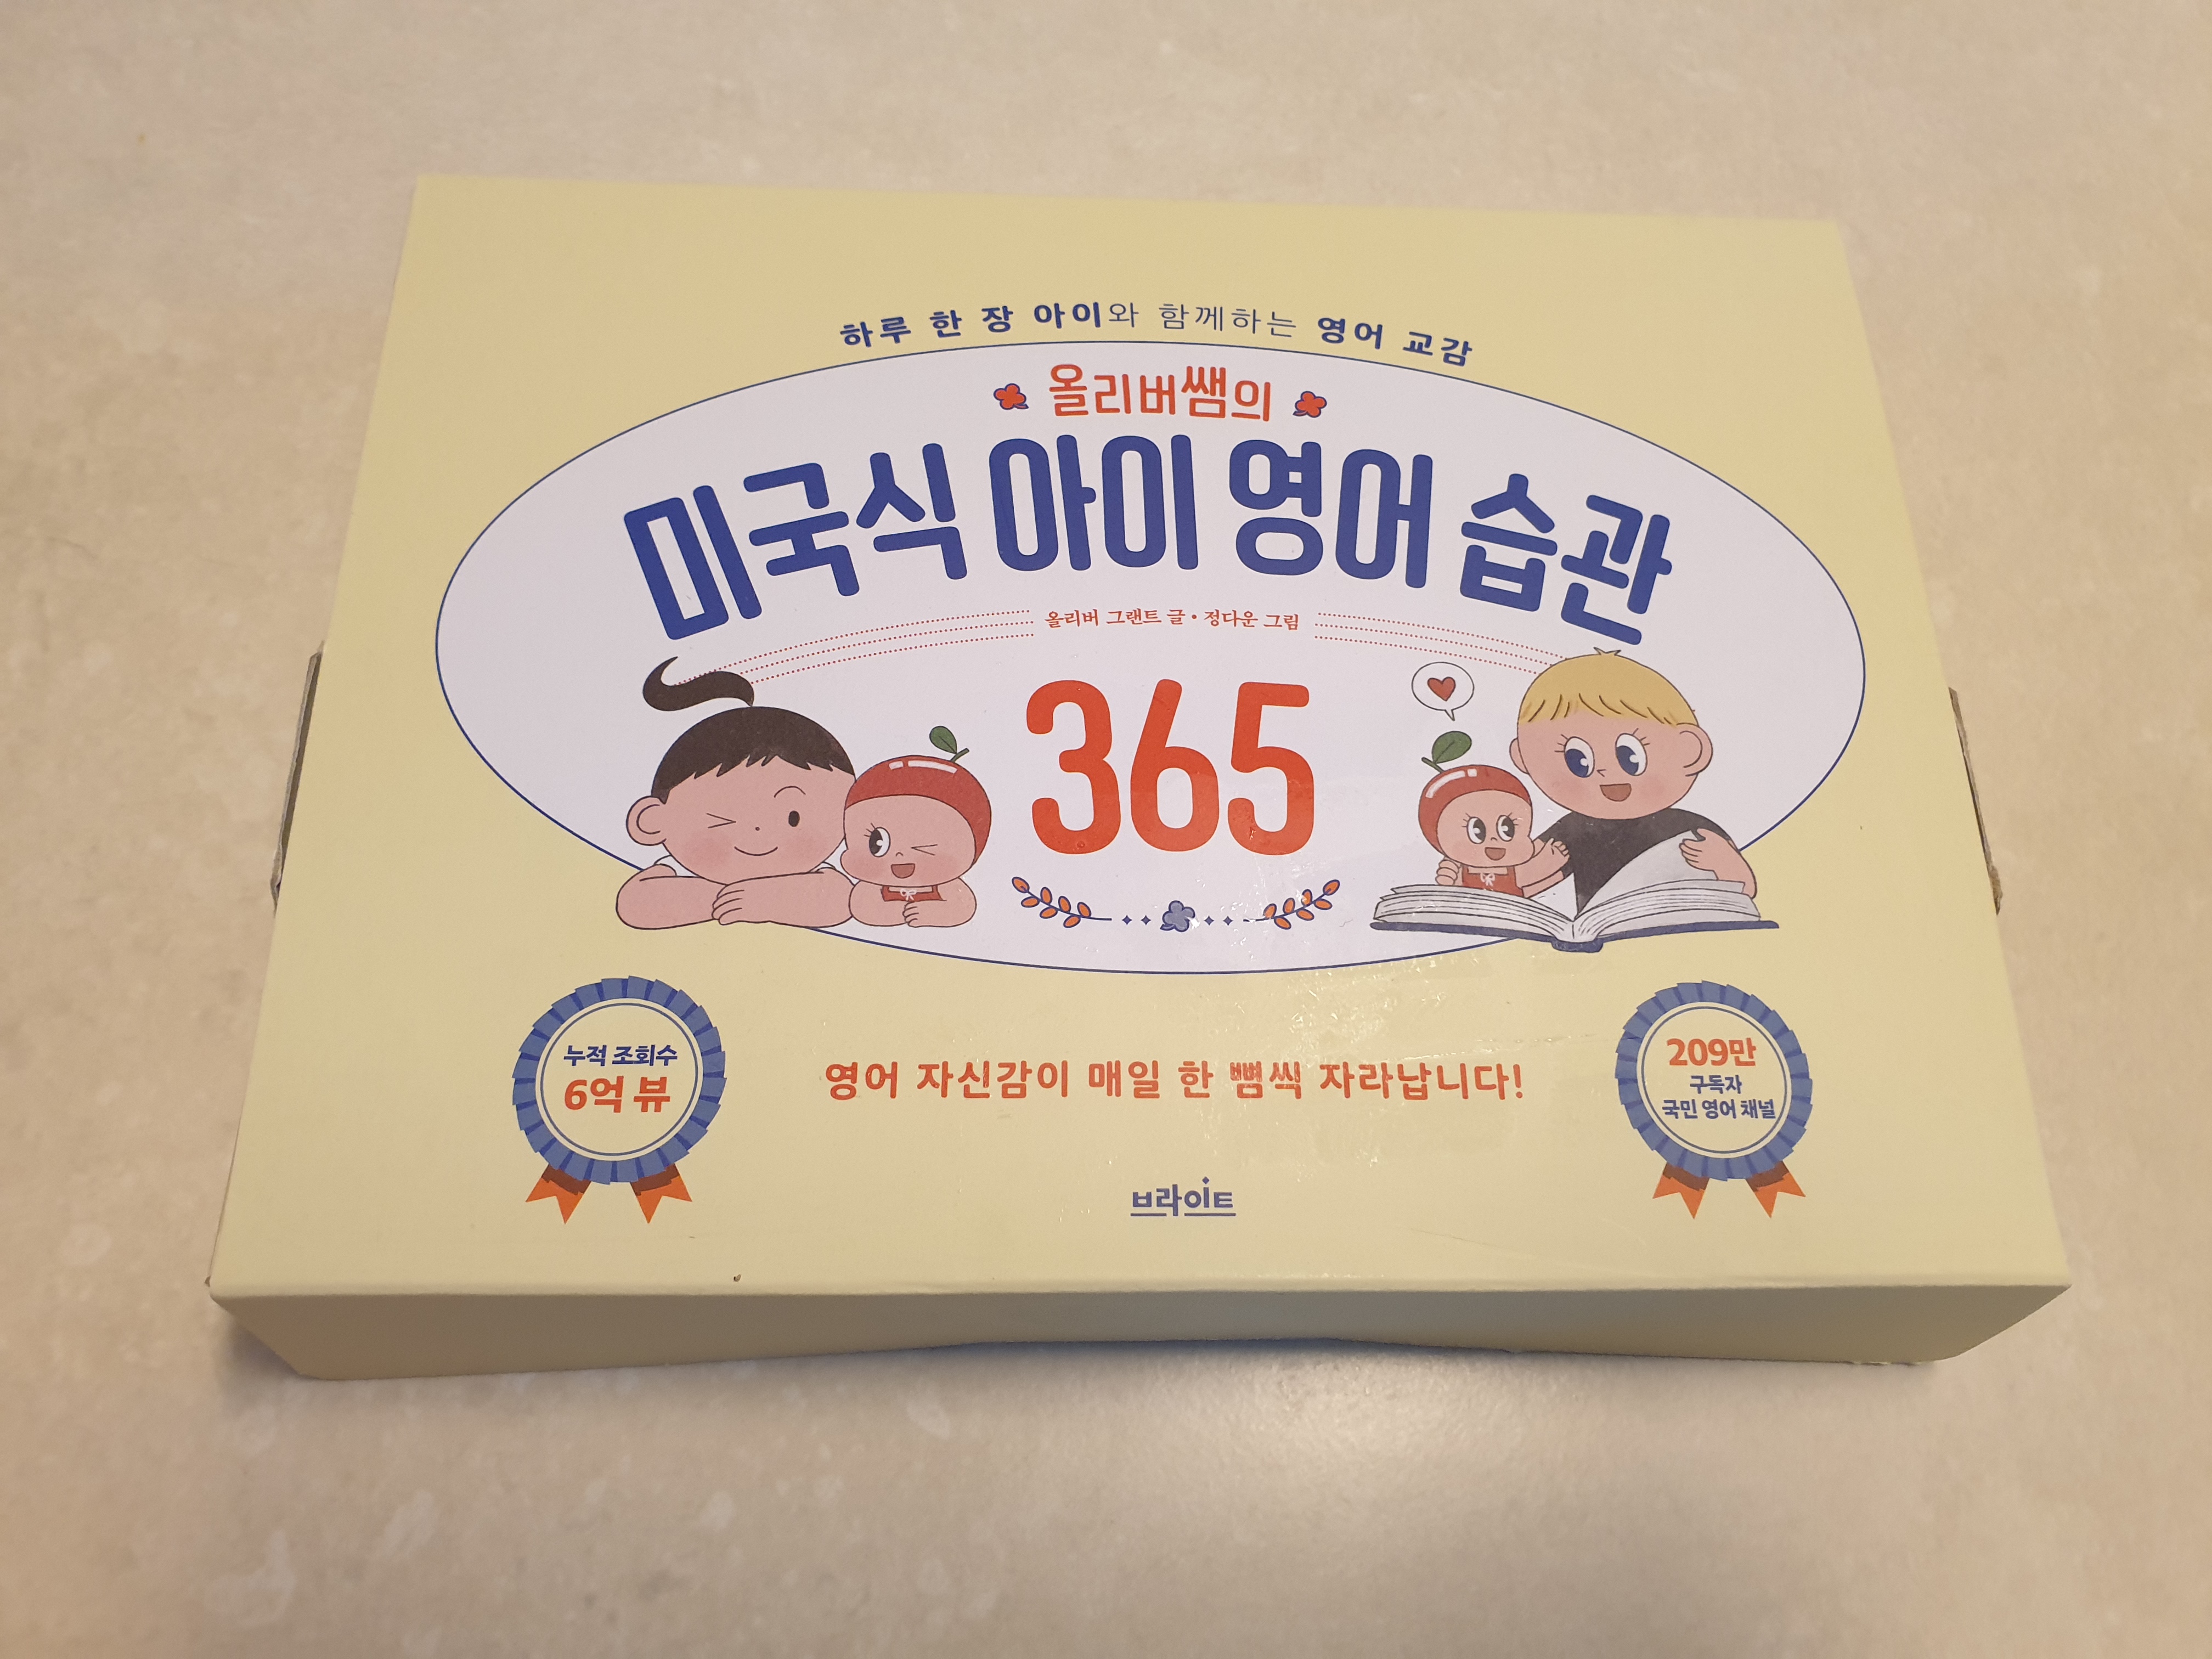 하루 한 장 아이와 함께하는 영어 교감
올리버쌤의
미국식 아이 영어 습관
올리버 그랜트 글 • 정다운 그림
365
누적 조회수
6억 뷰
영어 자신감이 매일 한 뼘씩 자라납니다!
209만
구독자
국민 영어 채널
브라이트